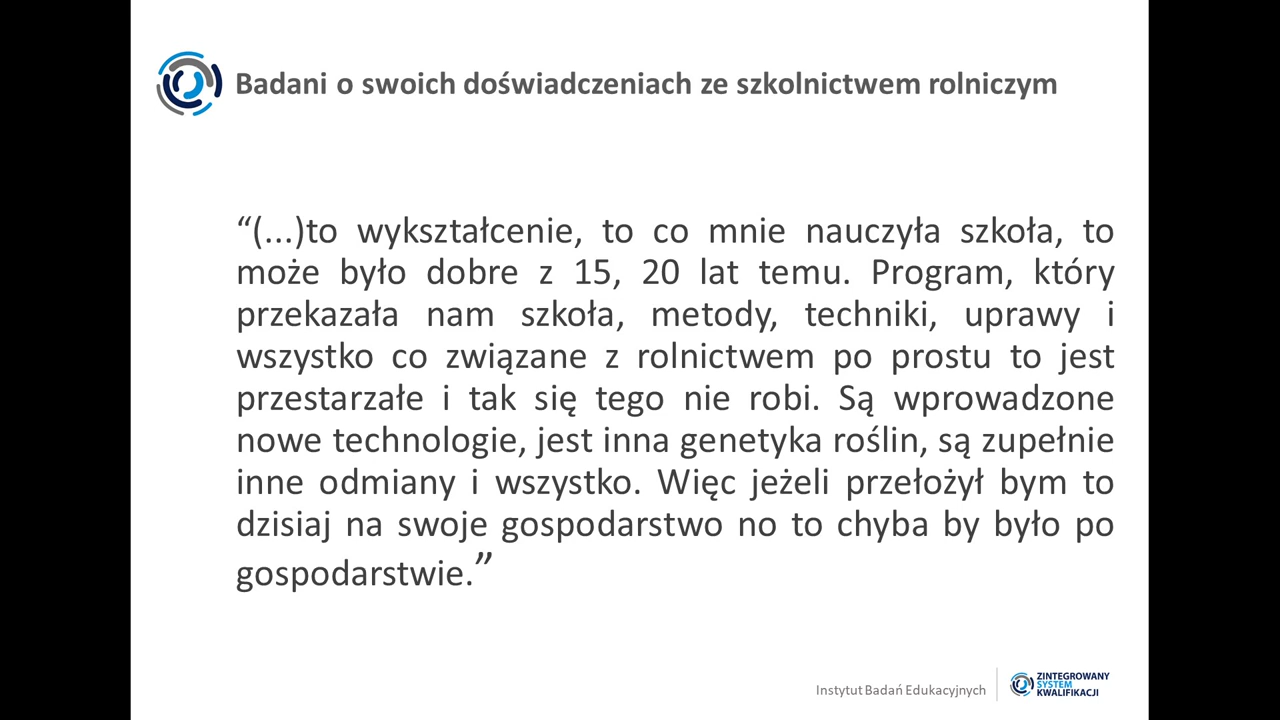 Badani o swoich doświadczeniach ze szkolnictwem rolniczym
“(...)to wykształcenie, to co mnie nauczyła szkoła, to
może było dobre z 15, 20 lat temu. Program, który
przekazała nam szkoła, metody, techniki, uprawy i
wszystko co związane z rolnictwem po prostu to jest
przestarzałe i tak się tego nie robi. Są wprowadzone
nowe technologie, jest inna genetyka roślin, są zupełnie
inne odmiany i wszystko. Więc jeżeli przełożył bym to
dzisiaj na swoje gospodarstwo no to chyba by było po
gospodarstwie.”
Instytut Badań Edukacyjnych
ZINTEGROWANY
SYSTEM
KWALIFIKACJI